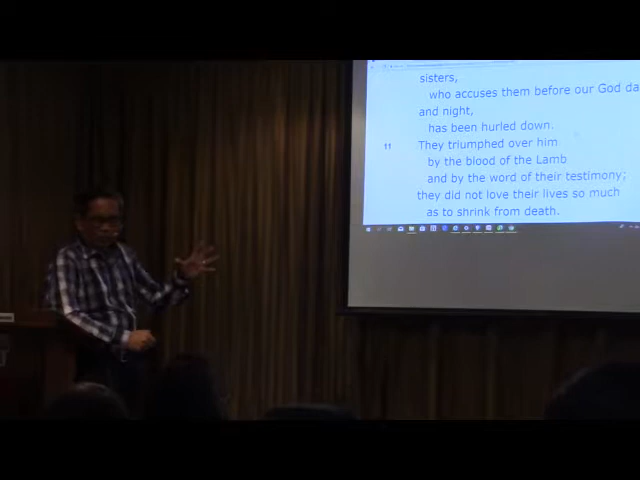 sisters,
who accuses them before our God da
and night,
has been hurled down.
11 They triumphed over him
by the blood of the Lamb
and by the word of their testimony;
they did not love their lives so much
as to shrink from death.